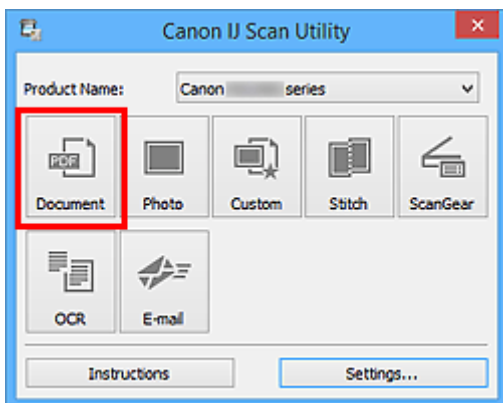 Canon IJ Scan Utility
Product Name: Canon series
PDF
Document Photo Custom Stitch ScanGear
OCR E-mail
Instructions Settings...